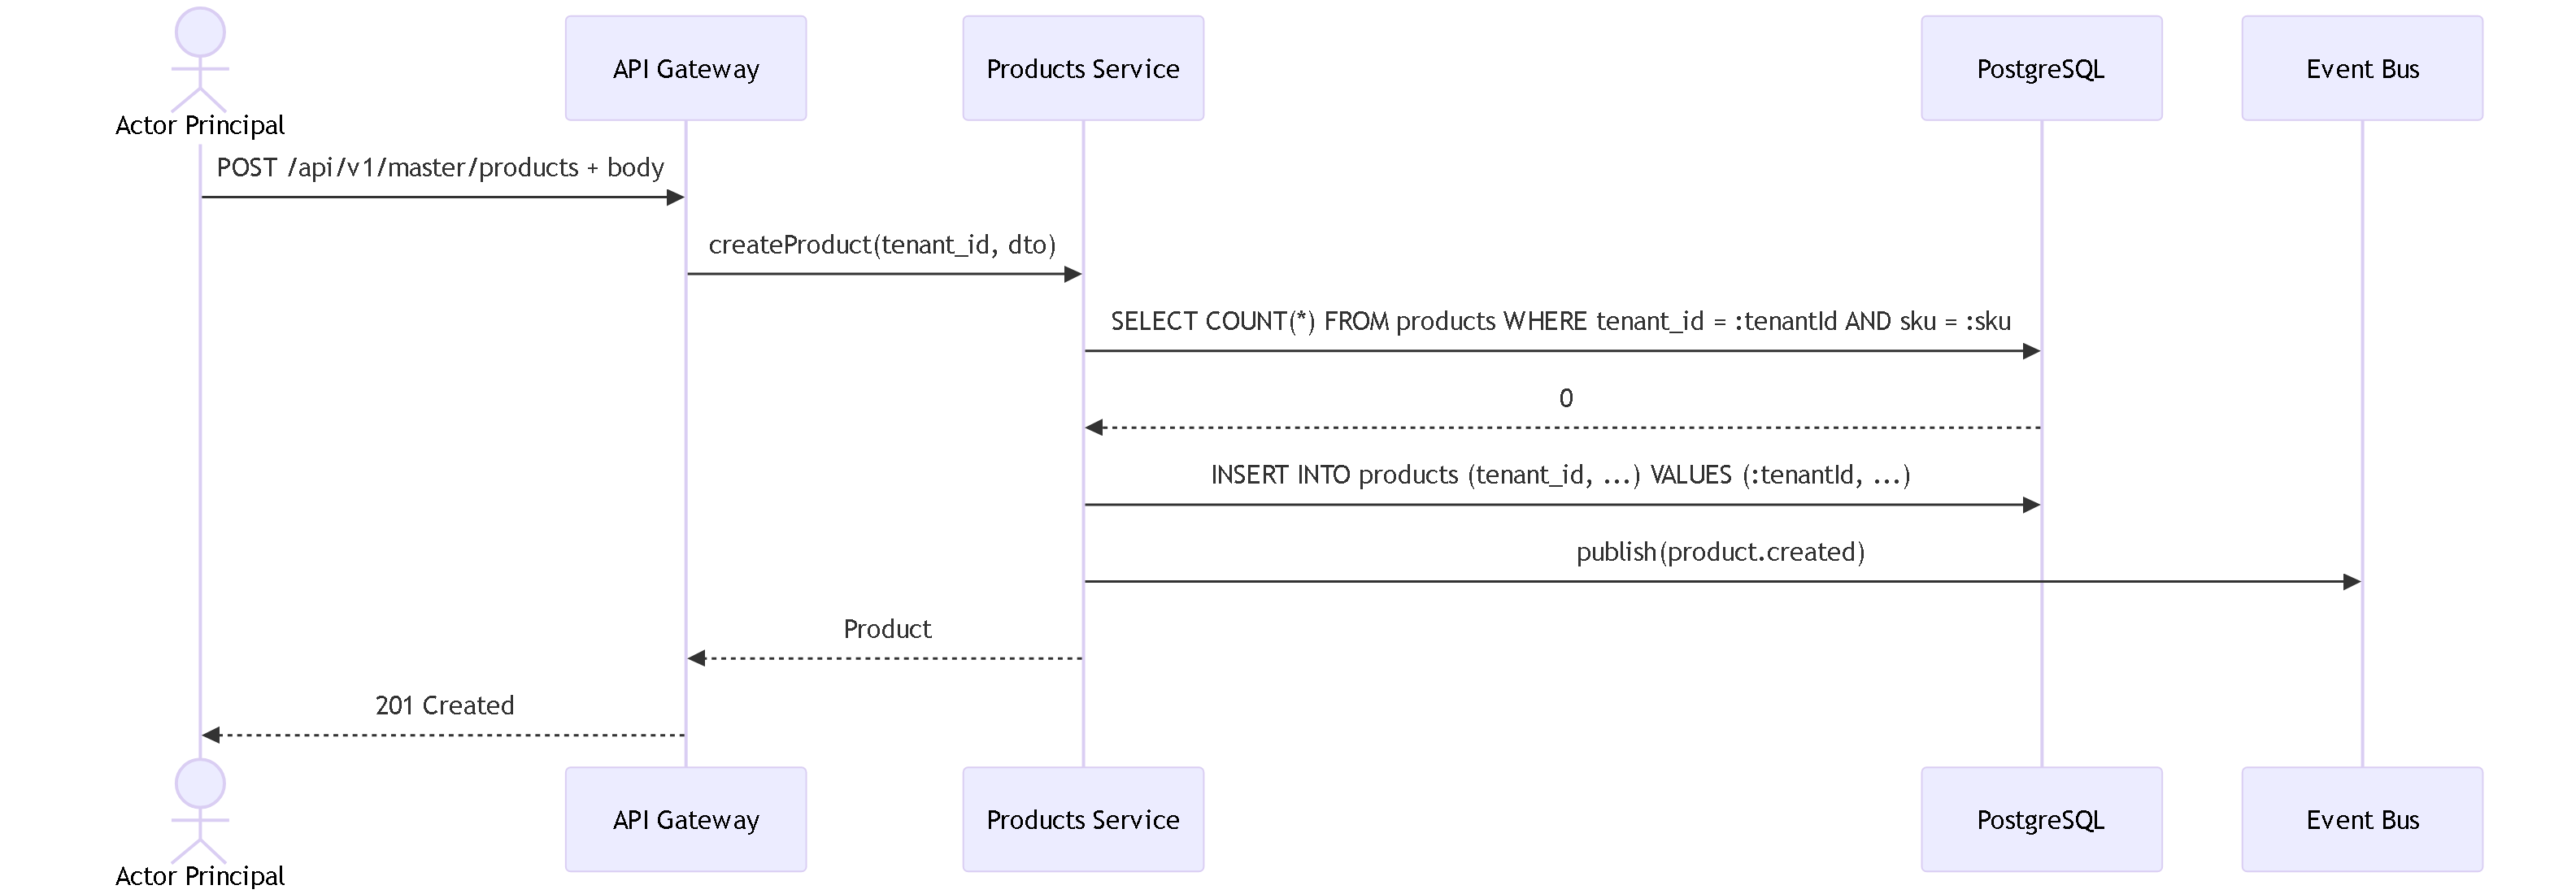 Actor Principal
API Gateway
Products Service
PostgreSQL
Event Bus
POST /api/v1/master/products + body
createProduct(tenant_id, dto)
SELECT COUNT(*) FROM products WHERE tenant_id = :tenantId AND sku = :sku
0
INSERT INTO products (tenant_id, ...) VALUES (:tenantId, ...)
publish(product.created)
Product
201 Created
Actor Principal
API Gateway
Products Service
PostgreSQL
Event Bus